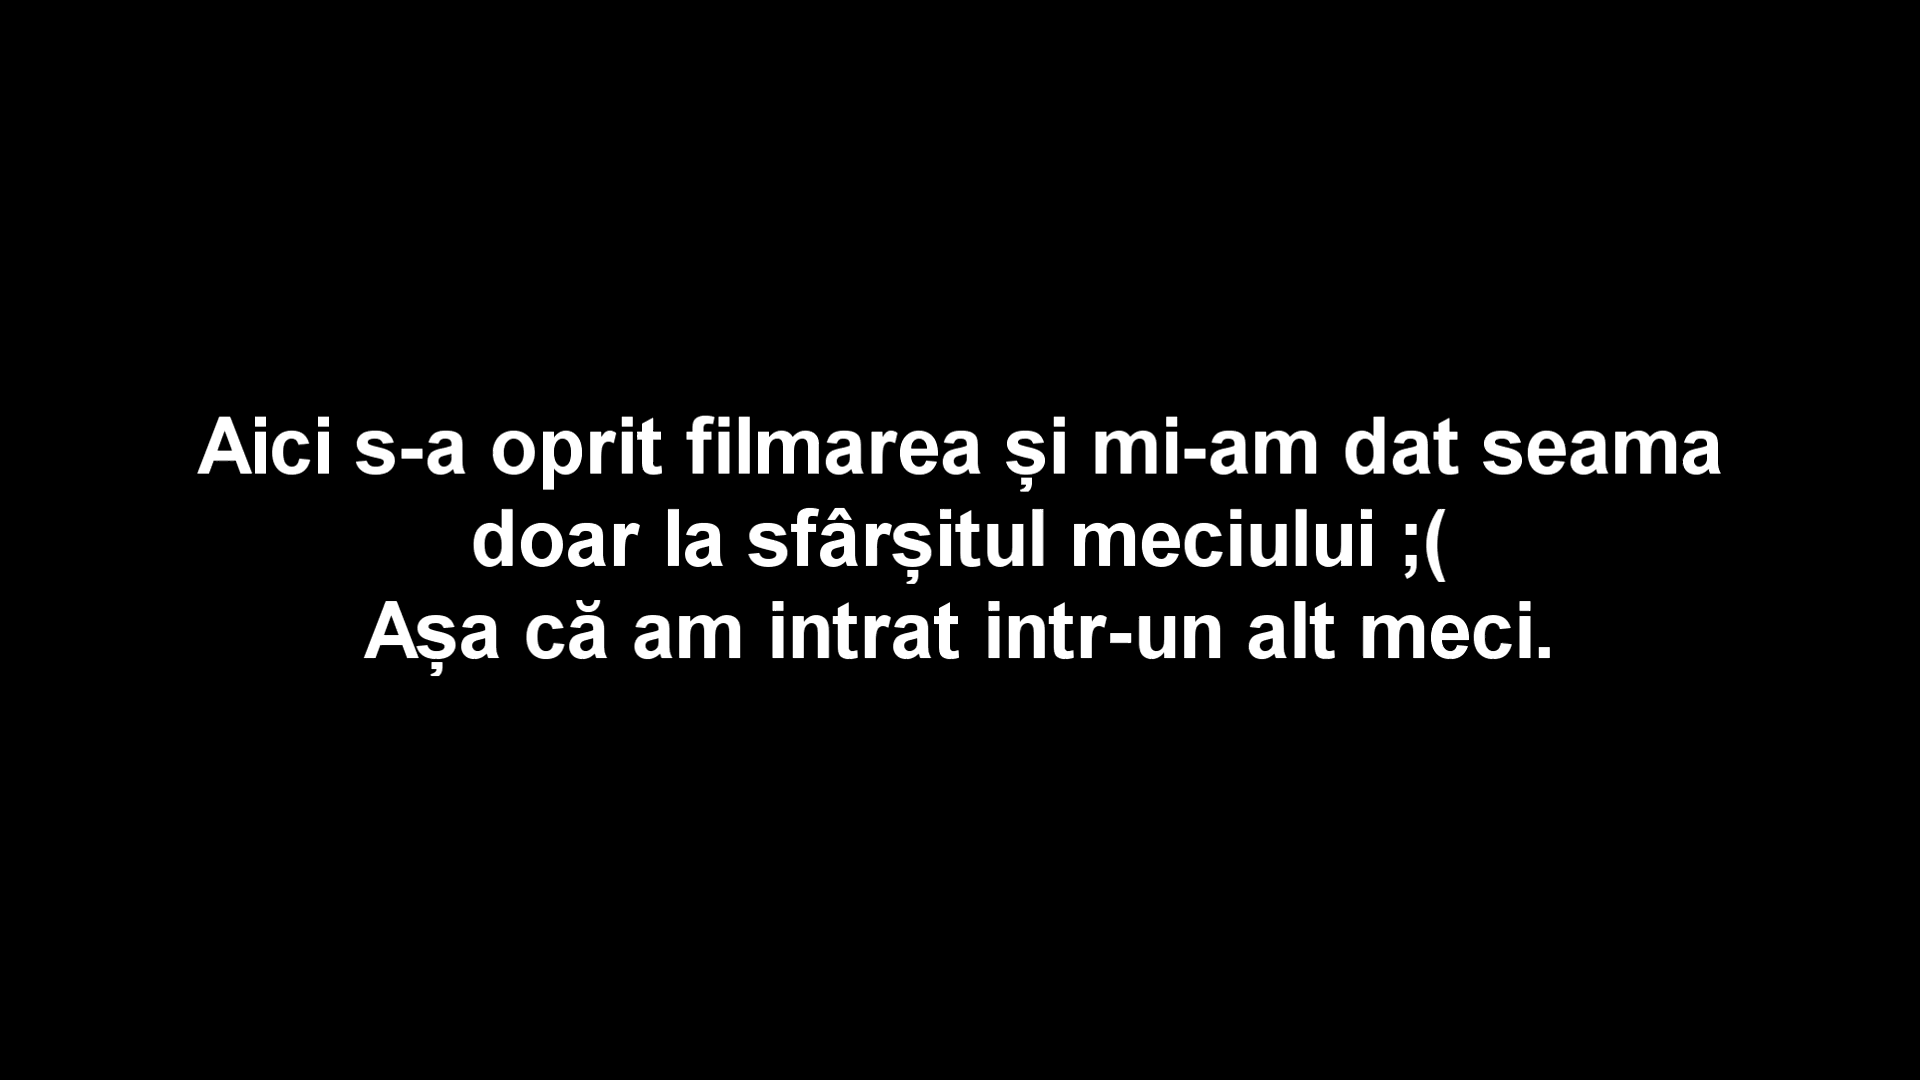 Aici s-a oprit filmarea și mi-am dat seama
doar la sfârșitul meciului ;(
Așa că am intrat intr-un alt meci.